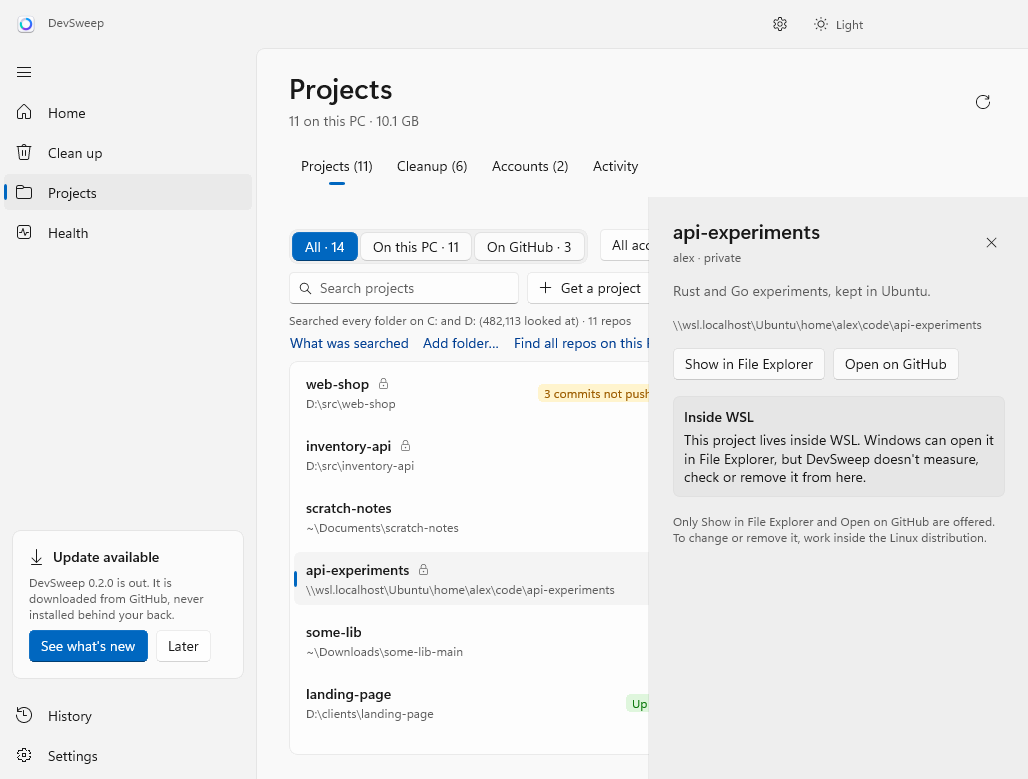 DevSweep
Light
Home
Clean up
Projects
Health
Update available
DevSweep 0.2.0 is out. It is
downloaded from GitHub, never
installed behind your back.
See what's new
Later
History
Settings
Projects
11 on this PC · 10.1 GB
Projects (11)
Cleanup (6)
Accounts (2)
Activity
All · 14
On this PC · 11
On GitHub · 3
All acc
Search projects
Get a project
Searched every folder on C: and D: (482,113 looked at) · 11 repos
What was searched
Add folder...
Find all repos on this
web-shop
D:\src\web-shop
3 commits not push
inventory-api
D:\src\inventory-api
scratch-notes
~\Documents\scratch-notes
api-experiments
\\wsl.localhost\Ubuntu\home\alex\code\api-experiments
some-lib
~\Downloads\some-lib-main
landing-page
D:\clients\landing-page
Up
api-experiments
alex · private
Rust and Go experiments, kept in Ubuntu.
\\wsl.localhost\Ubuntu\home\alex\code\api-experiments
Show in File Explorer
Open on GitHub
Inside WSL
This project lives inside WSL. Windows can open it
in File Explorer, but DevSweep doesn't measure,
check or remove it from here.
Only Show in File Explorer and Open on GitHub are offered.
To change or remove it, work inside the Linux distribution.